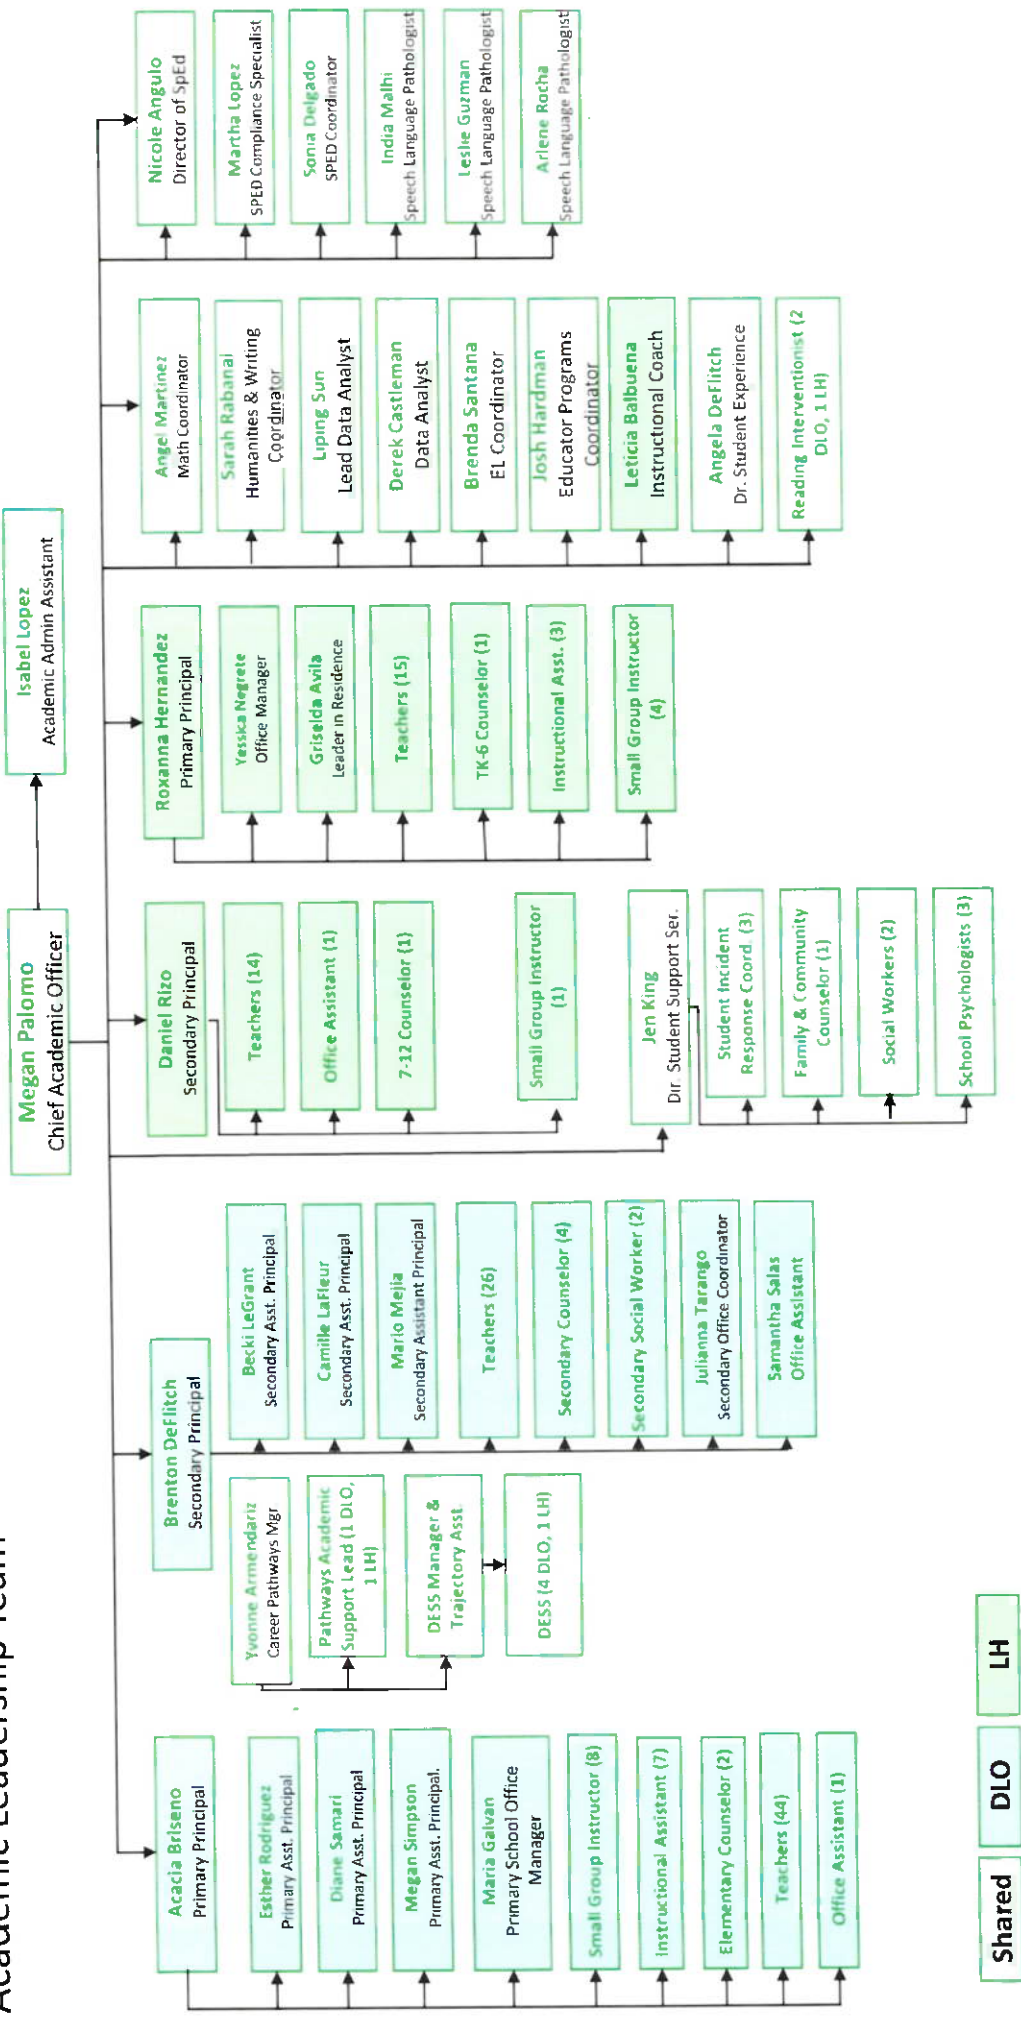 Academic Leadership Team
Megan Palomo
Chief Academic Officer
Isabel Lopez
Academic Admin Assistant
Acacia Briseno
Primary Principal
Esther Rodriguez
Primary Asst. Principal
Diane Samari
Primary Asst. Principal
Megan Simpson
Primary Asst. Principal.
Maria Galvan
Primary School Office
Manager
Small Group Instructor (8)
Instructional Assistant (7)
Elementary Counselor (2)
Teachers (44)
Office Assistant (1)
Yvonne Armendariz
Career Pathways Mgr
Pathways Academic
Support Lead (1 DLO,
1 LH)
DESS Manager &
Trajectory Asst.
DESS (4 DLO, 1 LH)
Brenton DeFlitch
Secondary Principal
Becki LeGrant
Secondary Asst. Principal
Camille LaFleur
Secondary Asst. Principal
Mario Mejia
Secondary Assistant Principal
Teachers (26)
Secondary Counselor (4)
Secondary Social Worker (2)
Julianna Tarango
Secondary Office Coordinator
Samantha Salas
Office Assistant
Daniel Rizo
Secondary Principal
Teachers (14)
Office Assistant (1)
7-12 Counselor (1)
Small Group Instructor
(1)
Jen King
Dir. Student Support Ser.
Student Incident
Response Coord. (3)
Family & Community
Counselor (1)
Social Workers (2)
School Psychologists (3)
Roxanna Hernandez
Primary Principal
Yessica Negrete
Office Manager
Griselda Avila
Leader in Residence
Teachers (15)
TK-6 Counselor (1)
Instructional Asst. (3)
Small Group Instructor
(4)
Angel Martinez
Math Coordinator
Sarah Rabanal
Humanities & Writing
Coordinator
Liping Sun
Lead Data Analyst
Derek Castleman
Data Analyst
Brenda Santana
EL Coordinator
Josh Hardman
Educator Programs
Coordinator
Leticia Balbuena
Instructional Coach
Angela DeFlitch
Dr. Student Experience
Reading Interventionist (2
DLO, 1 LH)
Nicole Angulo
Director of SpEd
Martha Lopez
SPED Compliance Specialist
Sonia Delgado
SPED Coordinator
India Malhi
Speech Language Pathologist
Leslie Guzman
Speech Language Pathologist
Arlene Rocha
Speech Language Pathologist
Shared
DLO
LH